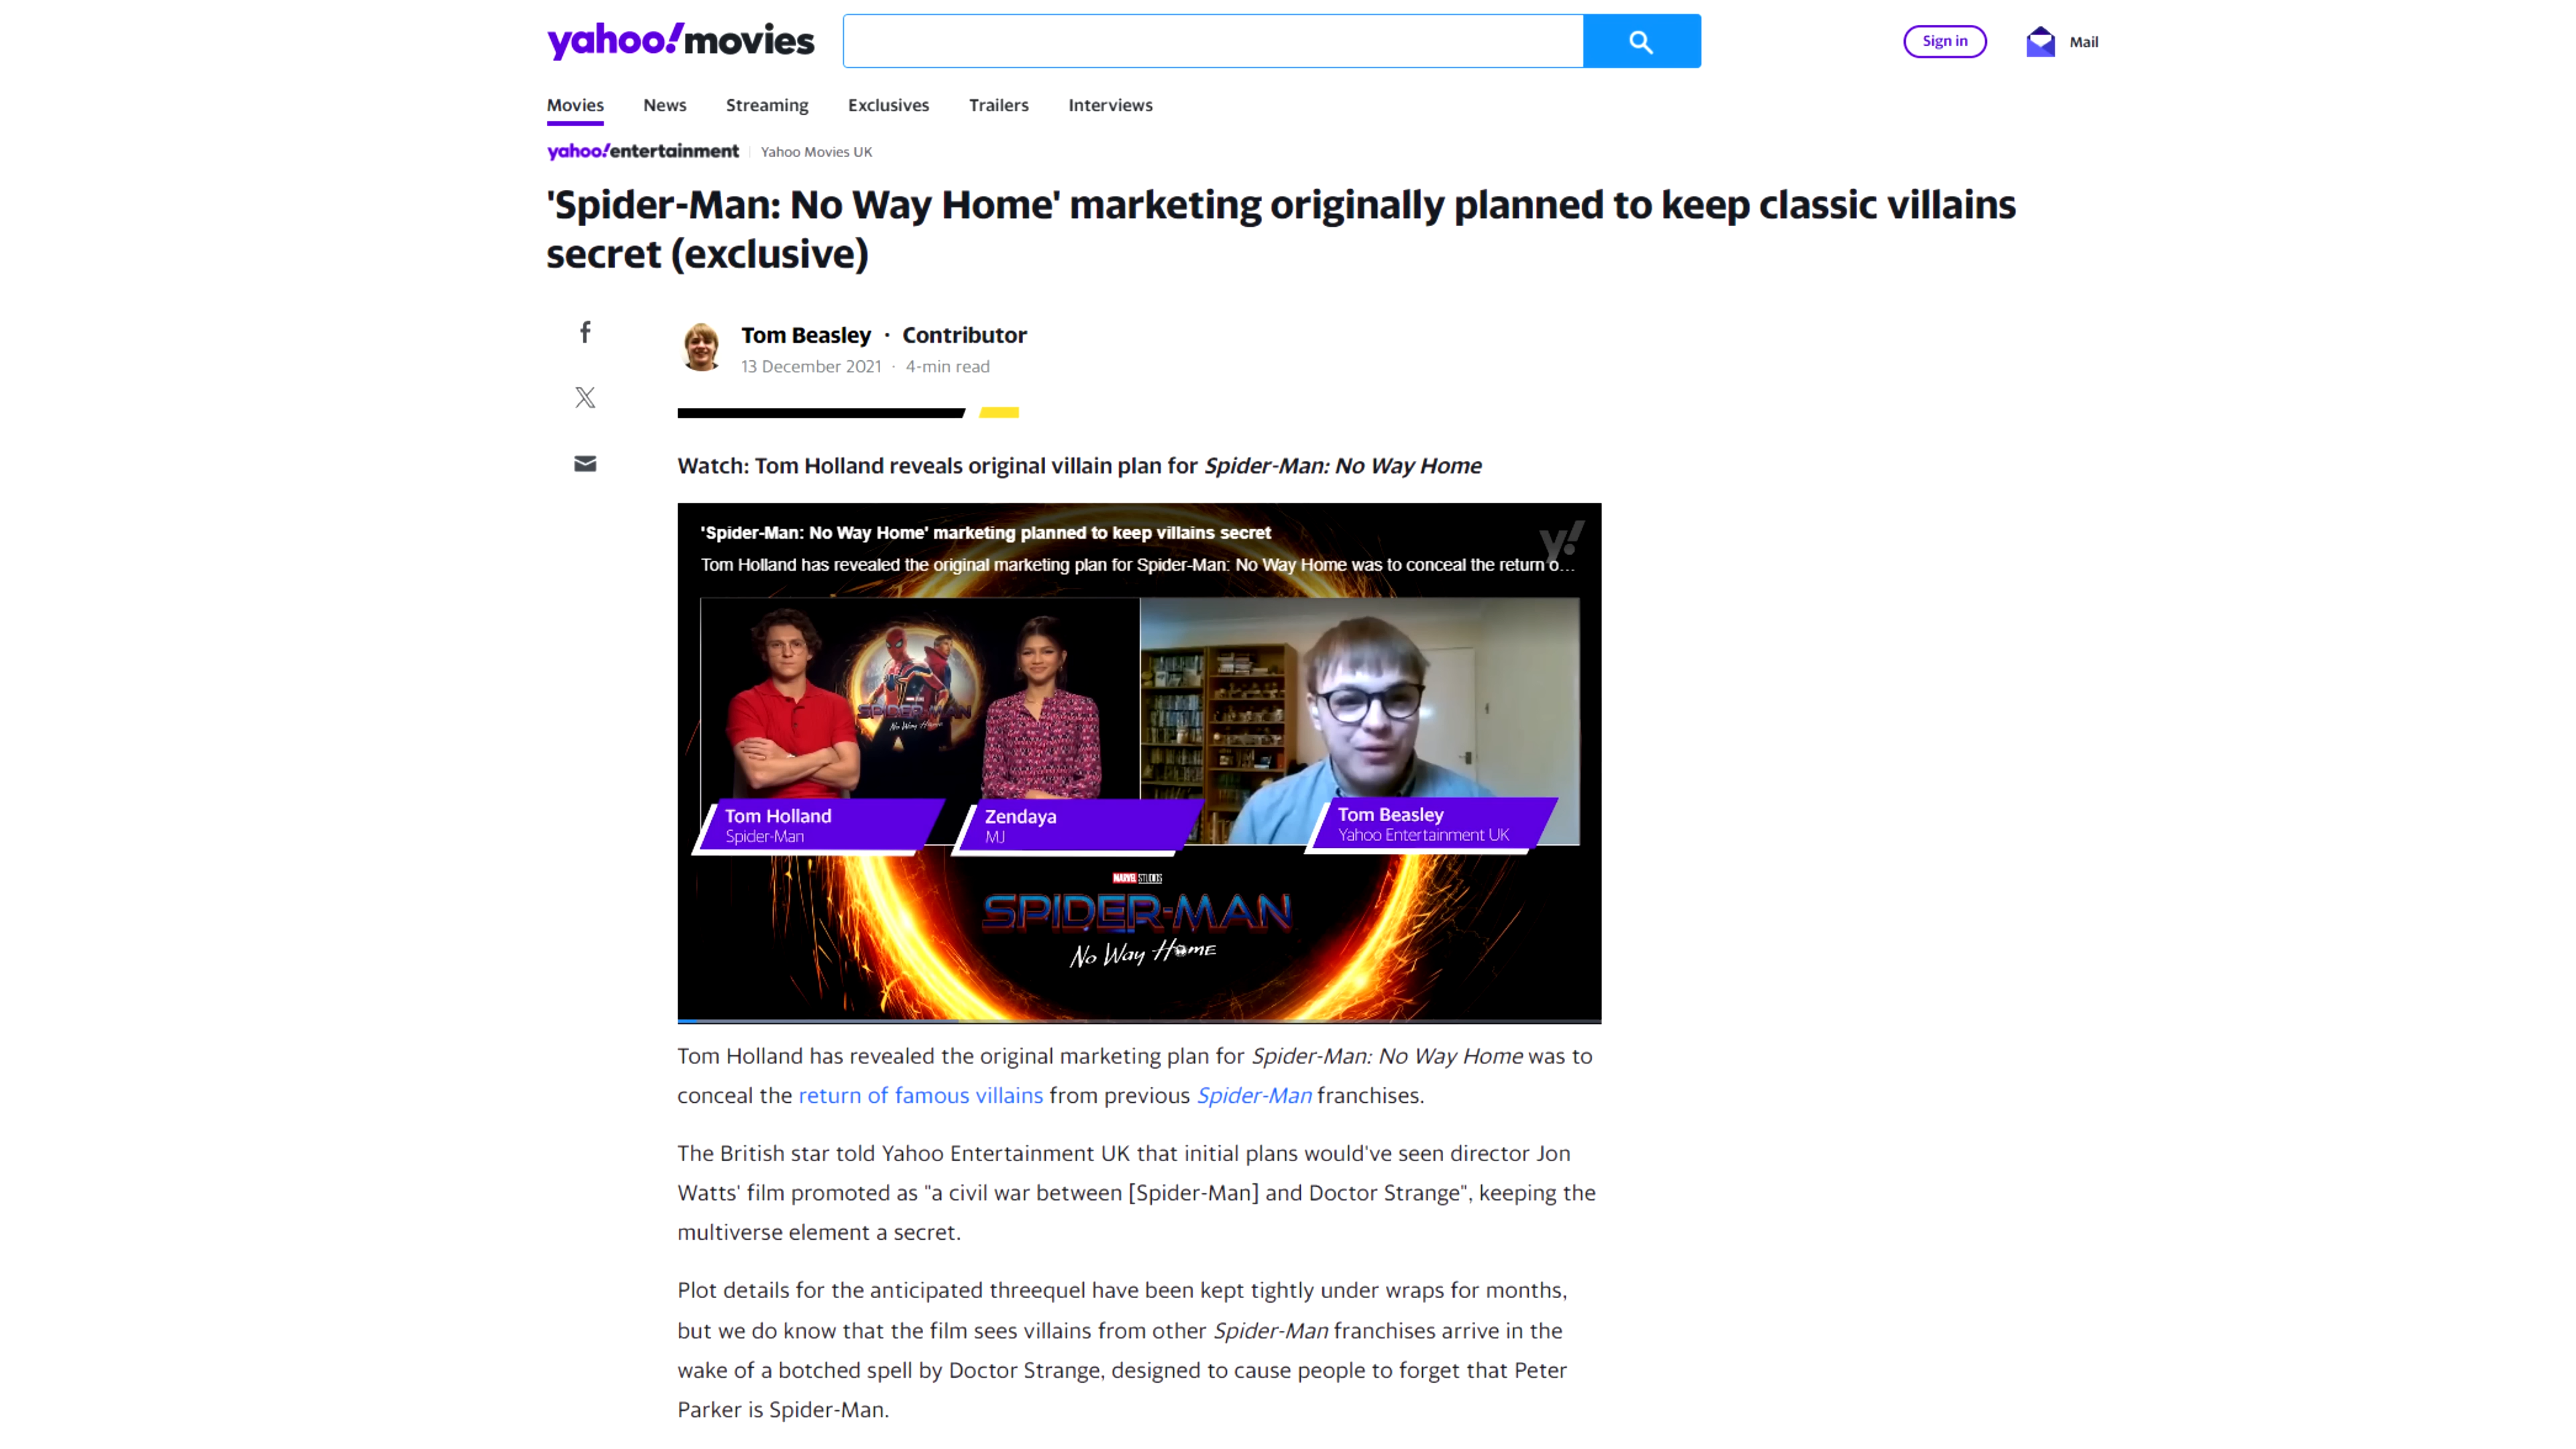 yahoo!movies
Sign in
Mail
Movies News Streaming Exclusives Trailers Interviews
yahoo!entertainment | Yahoo Movies UK
'Spider-Man: No Way Home' marketing originally planned to keep classic villains
secret (exclusive)
Tom Beasley · Contributor
13 December 2021 · 4-min read
Watch: Tom Holland reveals original villain plan for Spider-Man: No Way Home
'Spider-Man: No Way Home' marketing planned to keep villains secret
y!
Tom Holland has revealed the original marketing plan for Spider-Man: No Way Home was to conceal the return o...
SPIDER-MAN
No Way Home
Tom Holland
Spider-Man
Zendaya
MJ
Tom Beasley
Yahoo Entertainment UK
MARVEL STUDIOS
SPIDER-MAN
No Way Home
Tom Holland has revealed the original marketing plan for Spider-Man: No Way Home was to
conceal the return of famous villains from previous Spider-Man franchises.
The British star told Yahoo Entertainment UK that initial plans would've seen director Jon
Watts' film promoted as "a civil war between [Spider-Man] and Doctor Strange", keeping the
multiverse element a secret.
Plot details for the anticipated threequel have been kept tightly under wraps for months,
but we do know that the film sees villains from other Spider-Man franchises arrive in the
wake of a botched spell by Doctor Strange, designed to cause people to forget that Peter
Parker is Spider-Man.